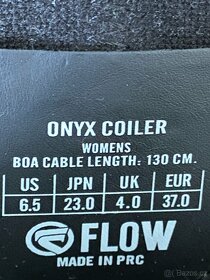 ONYX COILER
WOMENS
BOA CABLE LENGTH: 130 CM.
US JPN UK EUR
6.5 23.0 4.0 37.0
FLOW
MADE IN PRC